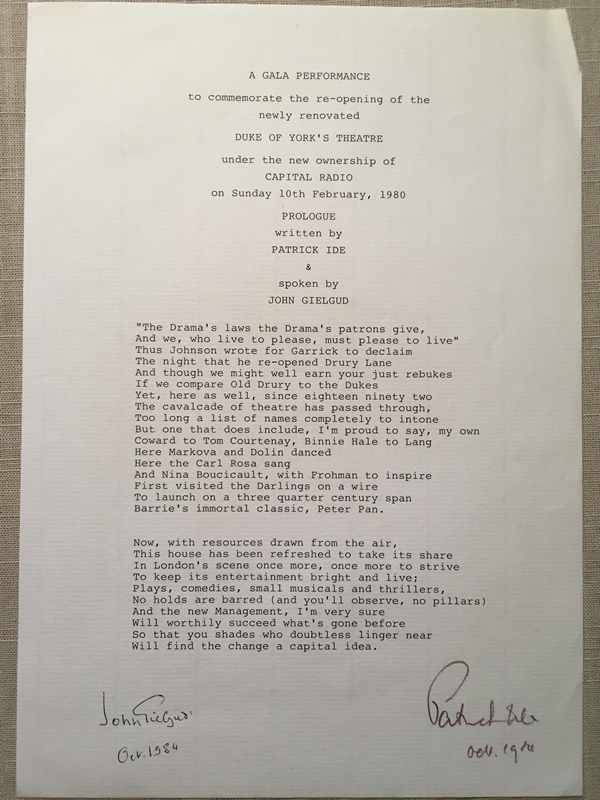 A GALA PERFORMANCE
to commemorate the re-opening of the
newly renovated
DUKE OF YORK'S THEATRE
under the new ownership of
CAPITAL RADIO
on Sunday 10th February, 1980
PROLOGUE
written by
PATRICK IDE
&
spoken by
JOHN GIELGUD
"The Drama's laws the Drama's patrons give,
And we, who live to please, must please to live"
Thus Johnson wrote for Garrick to declaim
The night that he re-opened Drury Lane
And though we might well earn your just rebukes
If we compare Old Drury to the Dukes
Yet, here as well, since eighteen ninety two
The cavalcade of theatre has passed through,
Too long a list of names completely to intone
But one that does include, I'm proud to say, my own
Coward to Tom Courtenay, Binnie Hale to Lang
Here Markova and Dolin danced
Here the Carl Rosa sang
And Nina Boucicault, with Frohman to inspire
First visited the Darlings on a wire
To launch on a three quarter century span
Barrie's immortal classic, Peter Pan.
Now, with resources drawn from the air,
This house has been refreshed to take its share
In London's scene once more, once more to strive
To keep its entertainment bright and live;
Plays, comedies, small musicals and thrillers,
No holds are barred (and you'll observe, no pillars)
And the new Management, I'm very sure
Will worthily succeed what's gone before
So that you shades who doubtless linger near
Will find the change a capital idea.
John Gielgud.
Oct. 1984
Patrick Ide